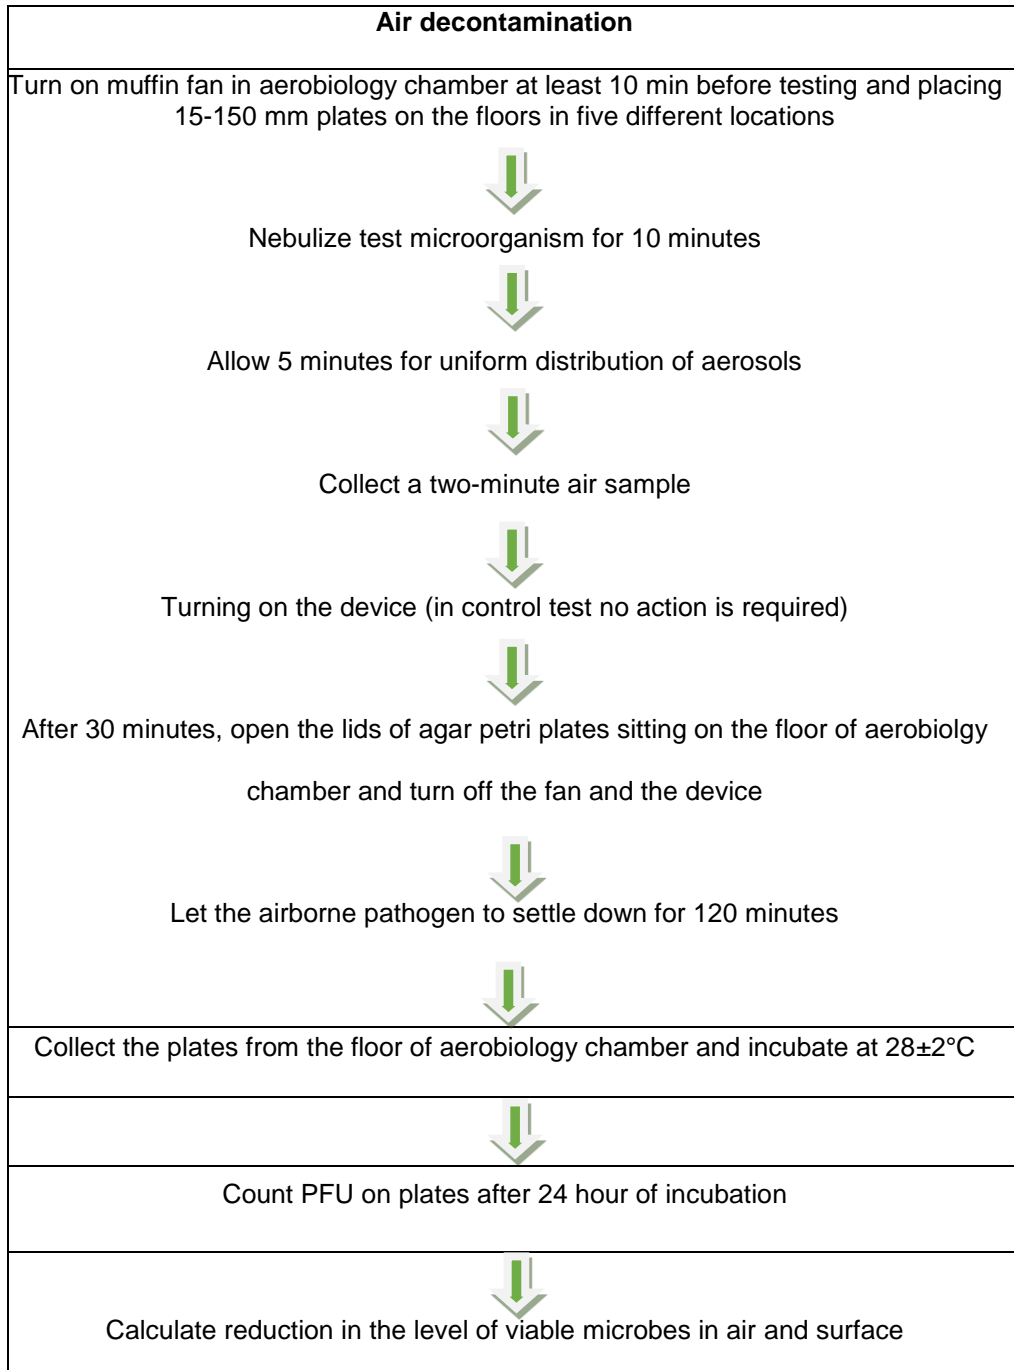 Air decontamination
Turn on muffin fan in aerobiology chamber at least 10 min before testing and placing
15-150 mm plates on the floors in five different locations
Nebulize test microorganism for 10 minutes
Allow 5 minutes for uniform distribution of aerosols
Collect a two-minute air sample
Turning on the device (in control test no action is required)
After 30 minutes, open the lids of agar petri plates sitting on the floor of aerobiolgy
chamber and turn off the fan and the device
Let the airborne pathogen to settle down for 120 minutes
Collect the plates from the floor of aerobiology chamber and incubate at 28±2°C
Count PFU on plates after 24 hour of incubation
Calculate reduction in the level of viable microbes in air and surface